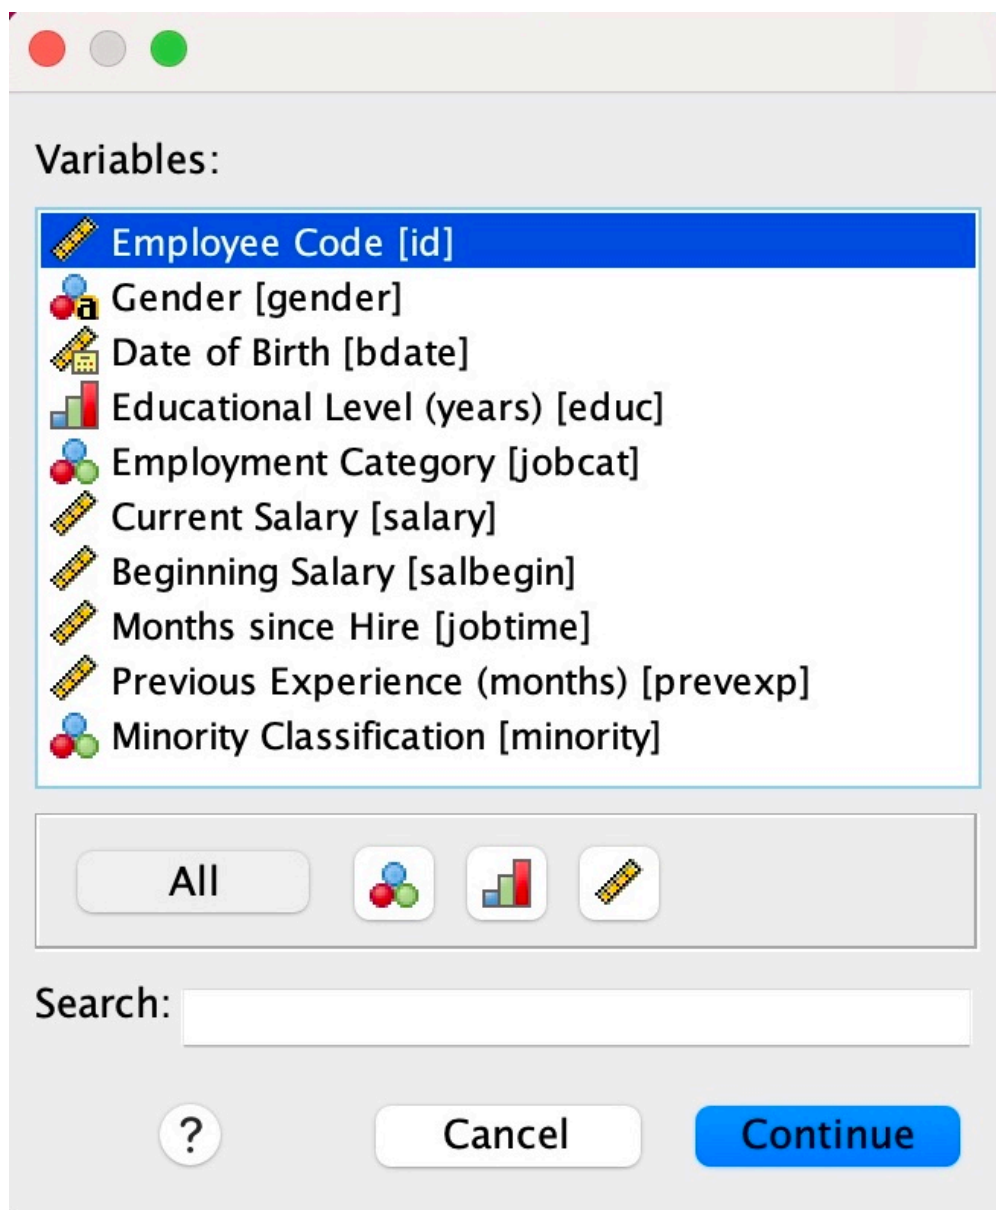 Variables:
Employee Code [id]
Gender [gender]
Date of Birth [bdate]
Educational Level (years) [educ]
Employment Category [jobcat]
Current Salary [salary]
Beginning Salary [salbegin]
Months since Hire [jobtime]
Previous Experience (months) [prevexp]
Minority Classification [minority]
All
Search:
? Cancel Continue